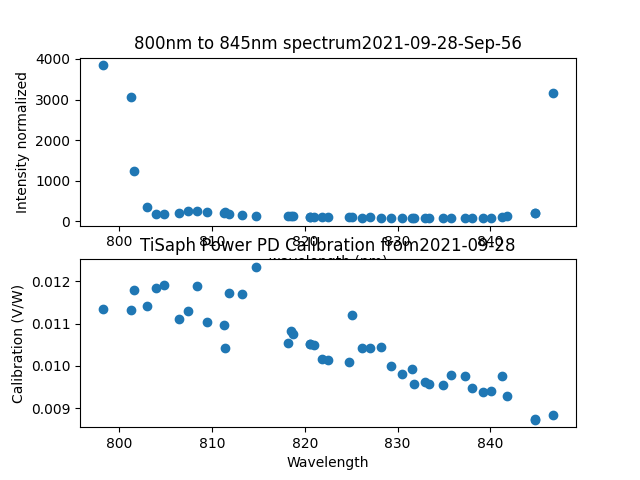 800nm to 845nm spectrum2021-09-28-Sep-56
Intensity normalized
4000
3000
2000
1000
0
800 810 820 830 840
wavelength (nm)
TiSaph Power PD Calibration from2021-09-28
Calibration (V/W)
0.012
0.011
0.010
0.009
800 810 820 830 840
Wavelength